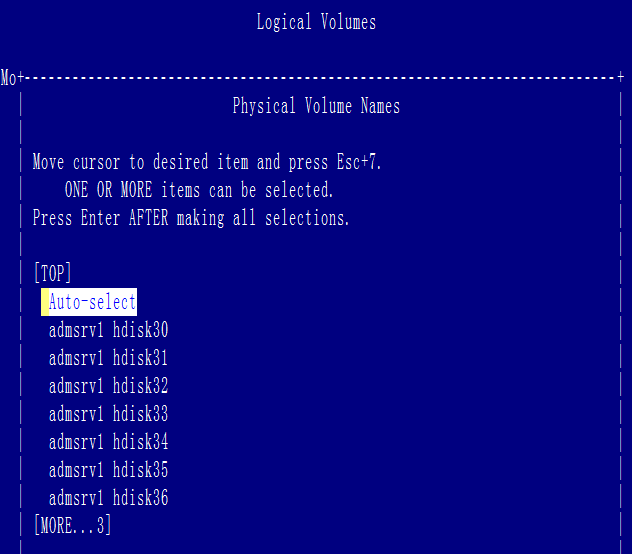 Logical Volumes
Mo+--------------------------------------------------------------------------+
Physical Volume Names
Move cursor to desired item and press Esc+7.
ONE OR MORE items can be selected.
Press Enter AFTER making all selections.
[TOP]
Auto-select
admsrv1 hdisk30
admsrv1 hdisk31
admsrv1 hdisk32
admsrv1 hdisk33
admsrv1 hdisk34
admsrv1 hdisk35
admsrv1 hdisk36
[MORE...3]